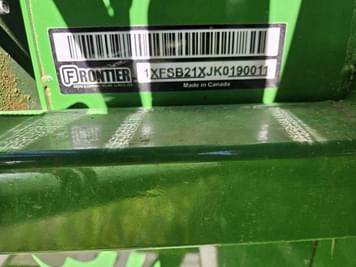 FRONTIER
1XFSB21XJK0190011
Made in Canada